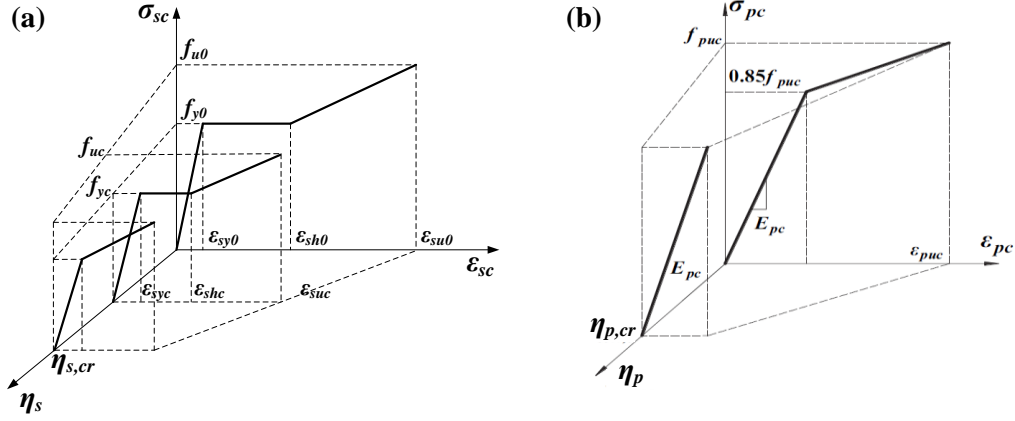 (a)
σsc
fu0
fy0
fuc
fyc
εsy0
εsh0
εsu0
εsc
εsyc
εshc
εsuc
ηs,cr
ηs
(b)
σpc
fpuc
0.85fpuc
Epc
εpuc
εpc
Epc
ηp,cr
ηp